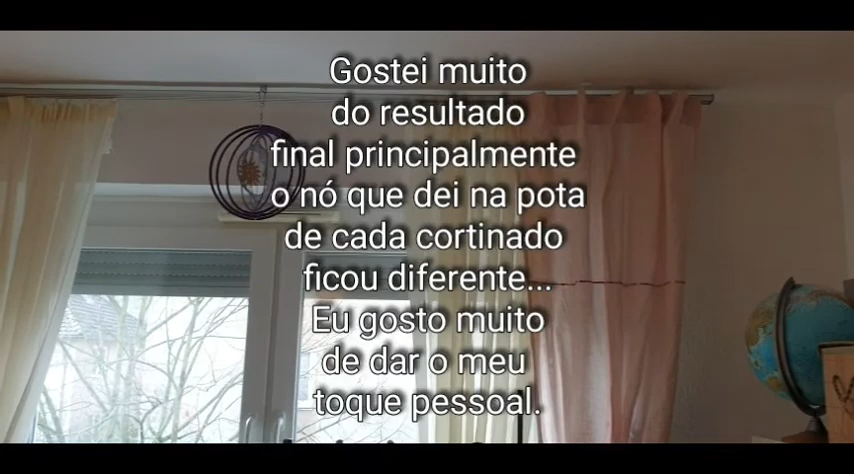 Gostei muito
do resultado
final principalmente
o nó que dei na pota
de cada cortinado
ficou diferente...
Eu gosto muito
de dar o meu
toque pessoal.